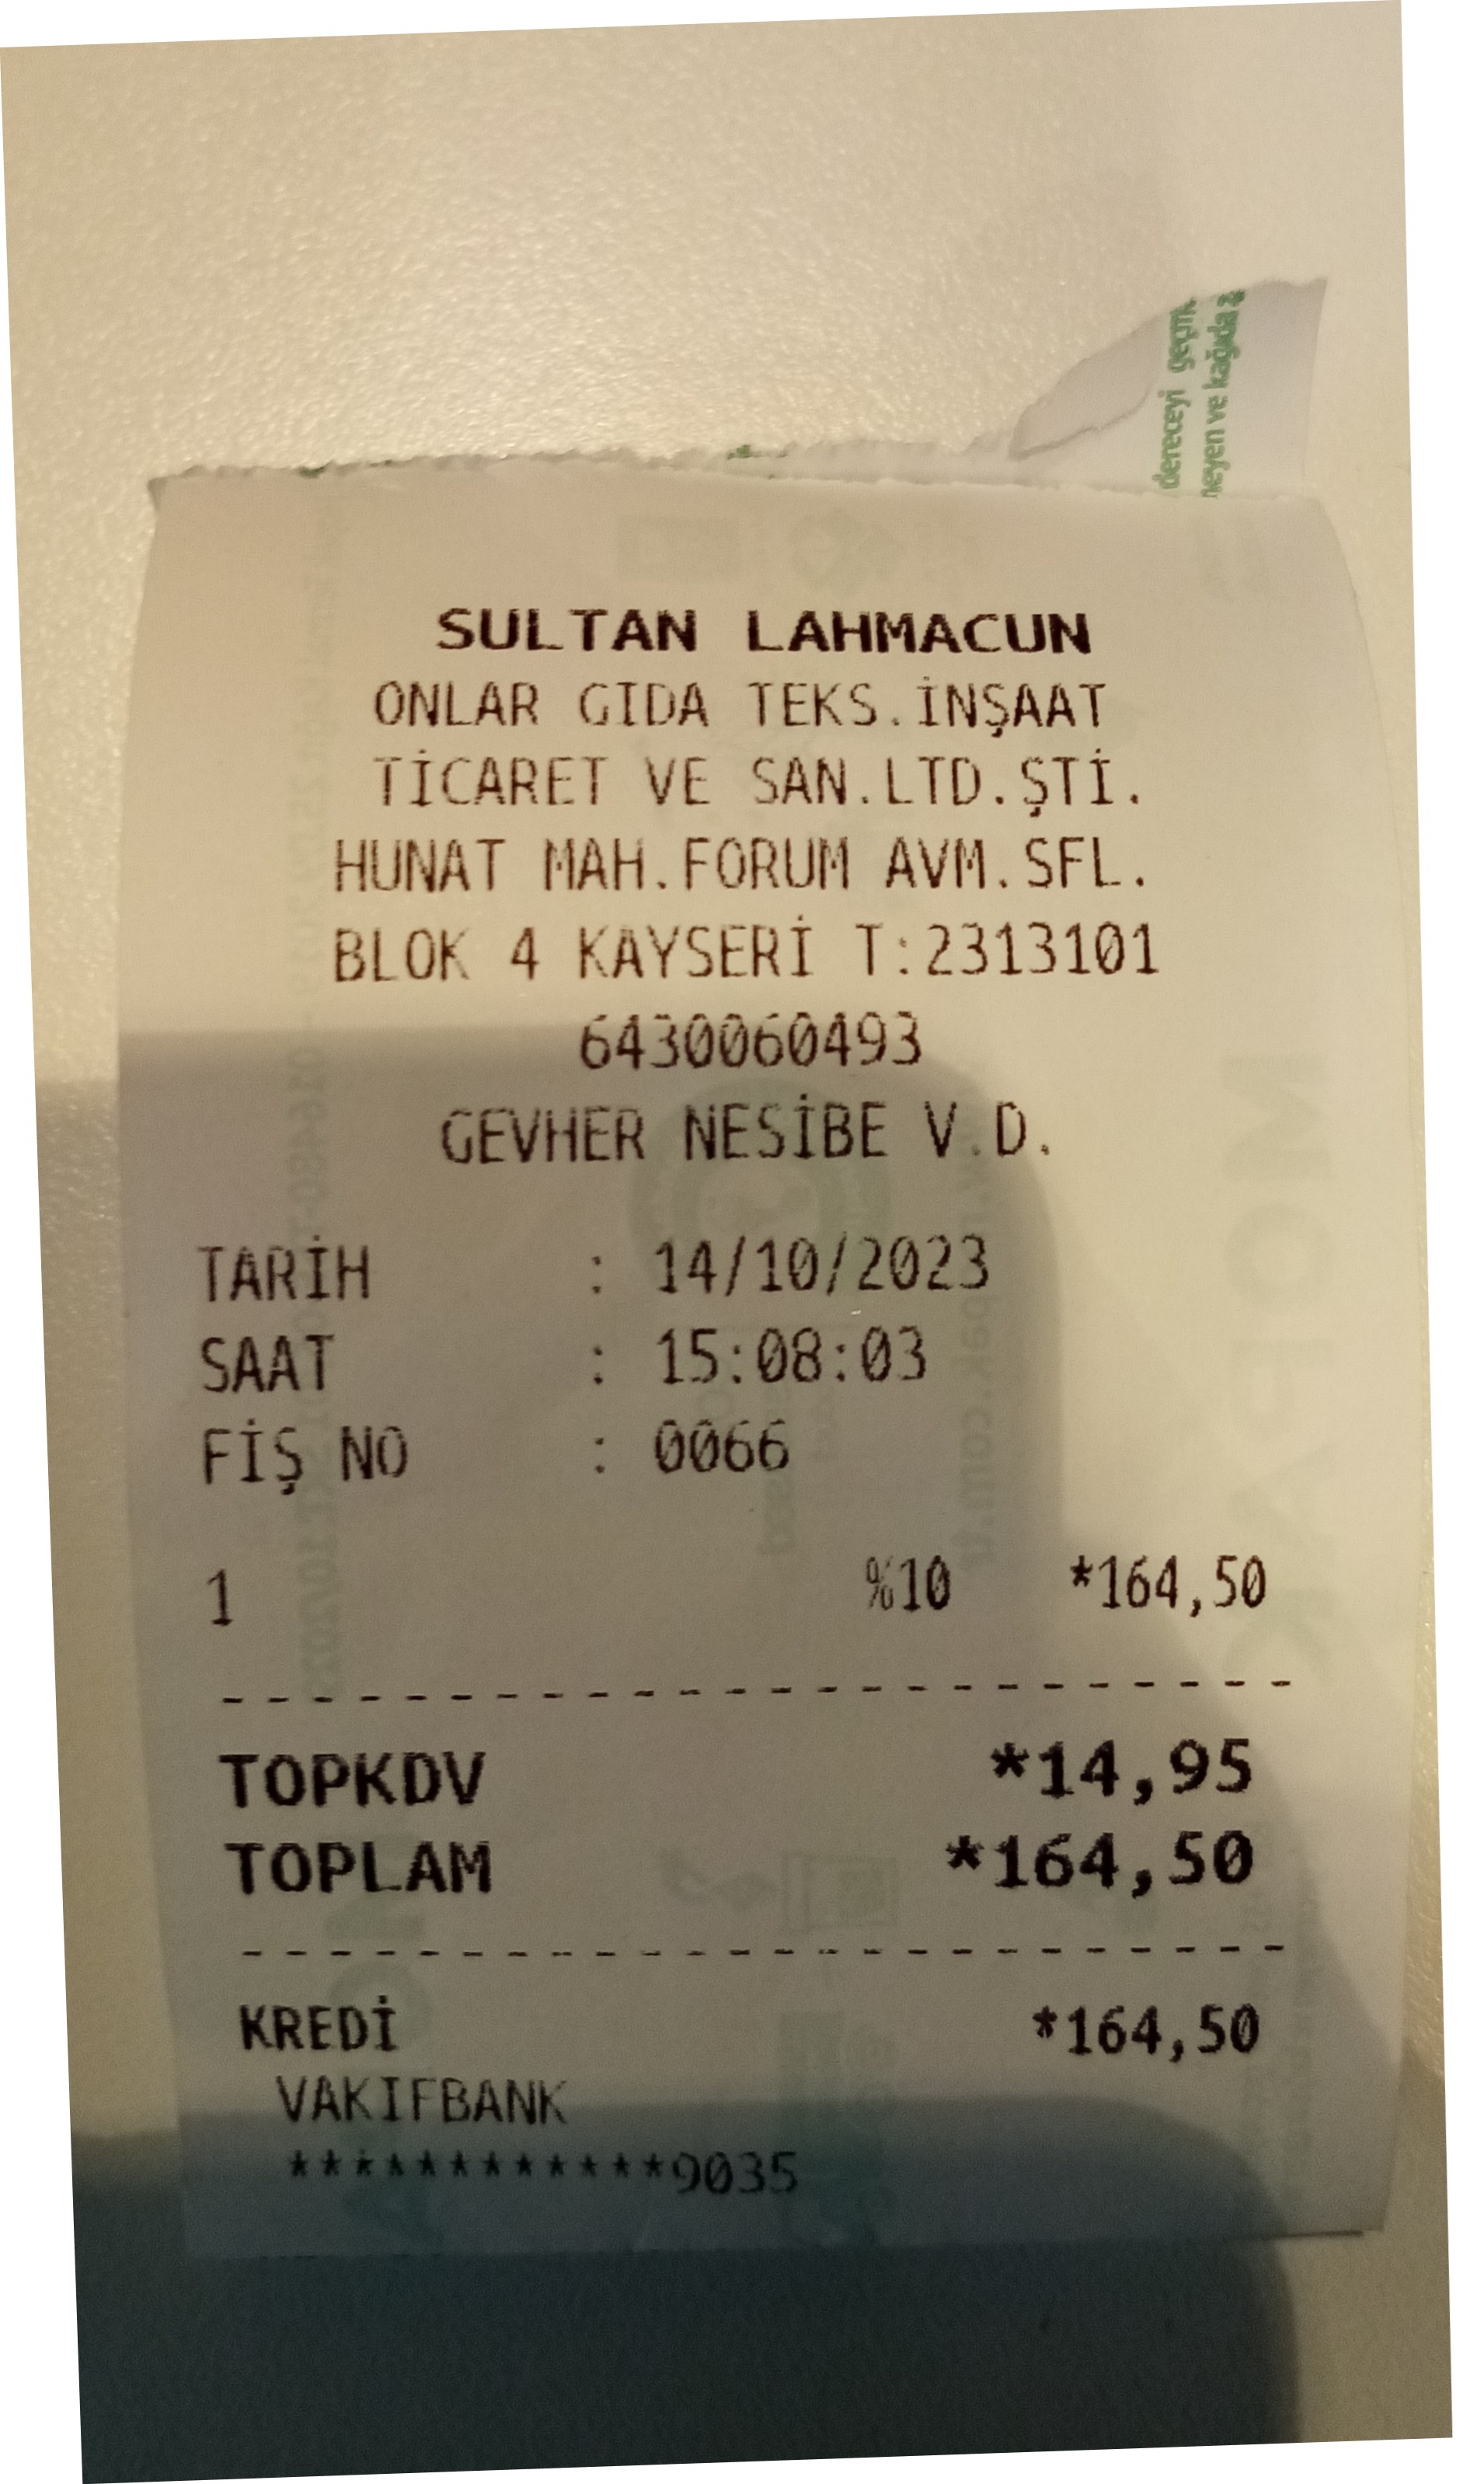 dereceyi geçm
neyen ve kağıda
SULTAN LAHMACUN
ONLAR GIDA TEKS.İNŞAAT
TİCARET VE SAN.LTD.ŞTİ.
HUNAT MAH.FORUM AVM.SFL.
BLOK 4 KAYSERİ T:2313101
6430060493
GEVHER NESİBE V.D.
TARİH : 14/10/2023
SAAT : 15:08:03
FİŞ NO : 0066
1 %10 *164,50
------------------------
TOPKDV *14,95
TOPLAM *164,50
------------------------
KREDİ *164,50
VAKIFBANK
************9035